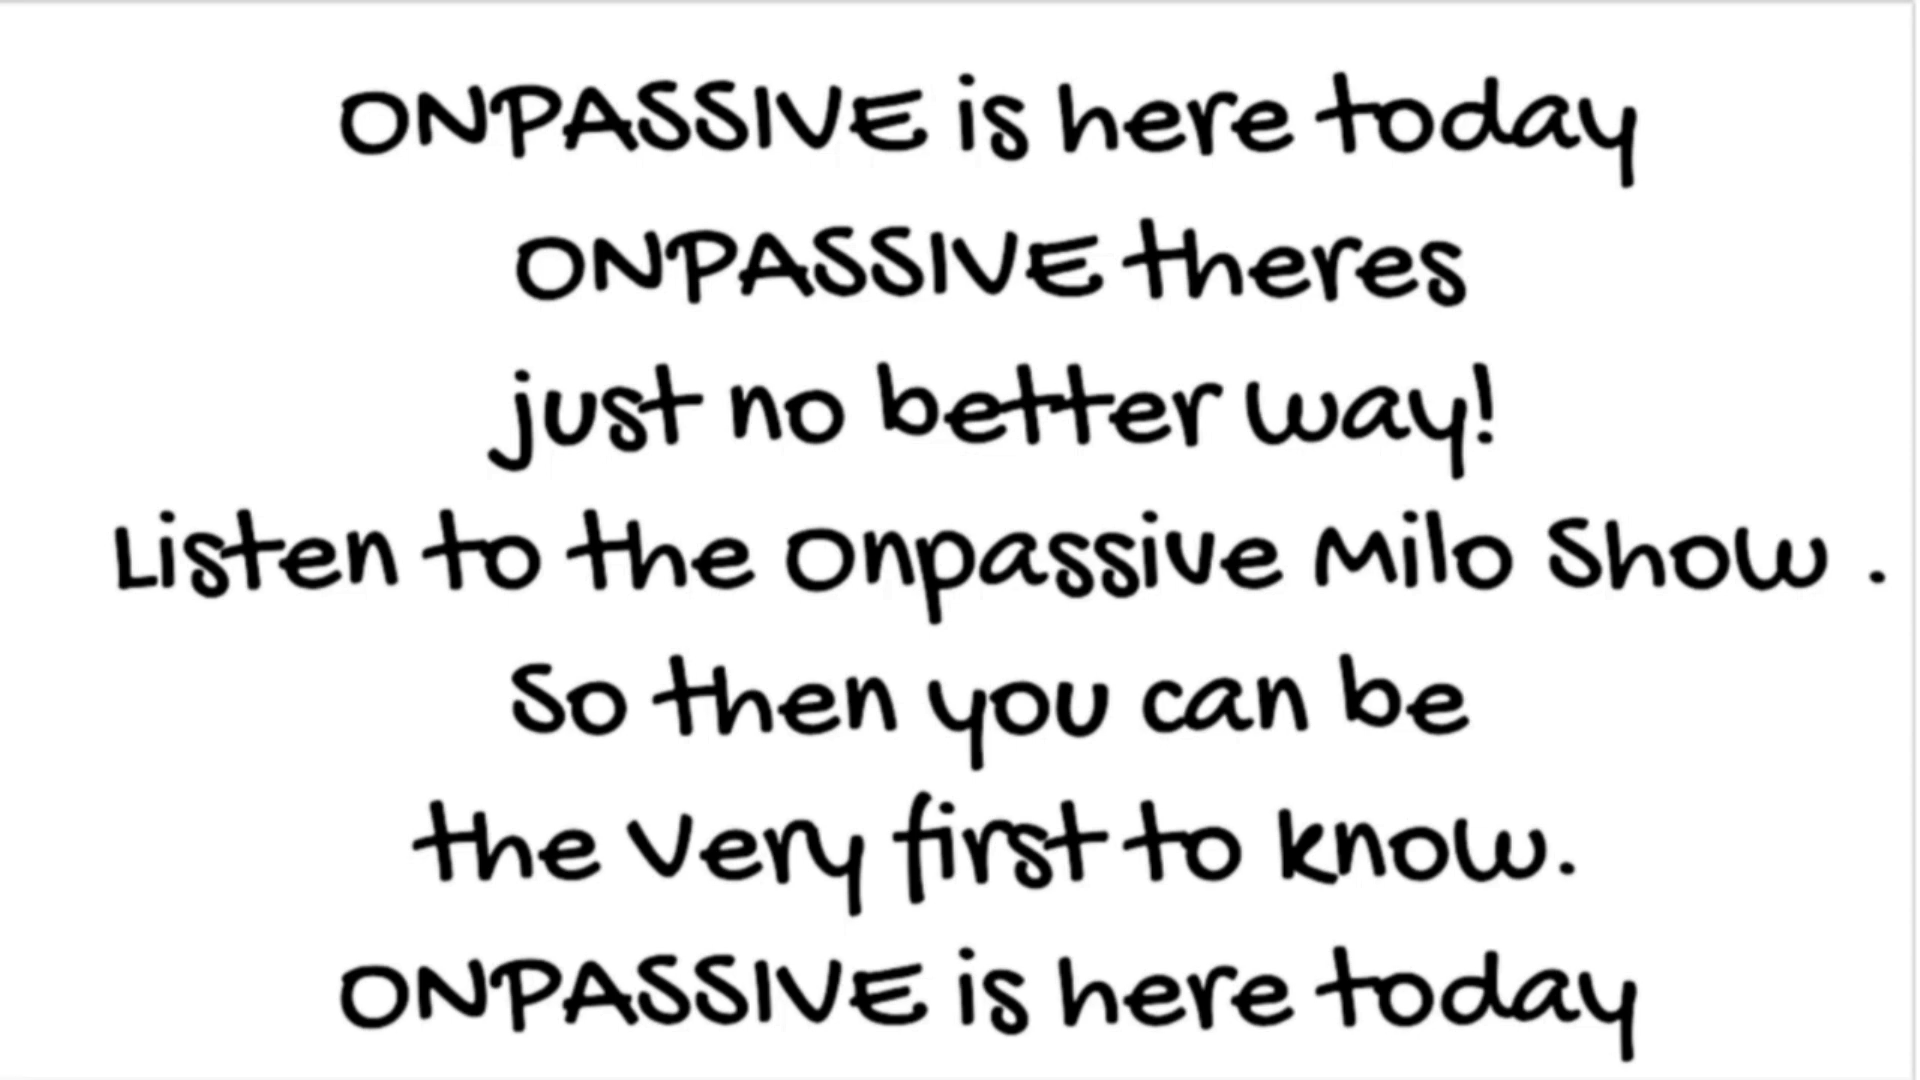 ONPASSIVE is here today
ONPASSIVE theres
just no better way!
Listen to the Onpassive Milo Show .
So then you can be
the very first to know.
ONPASSIVE is here today